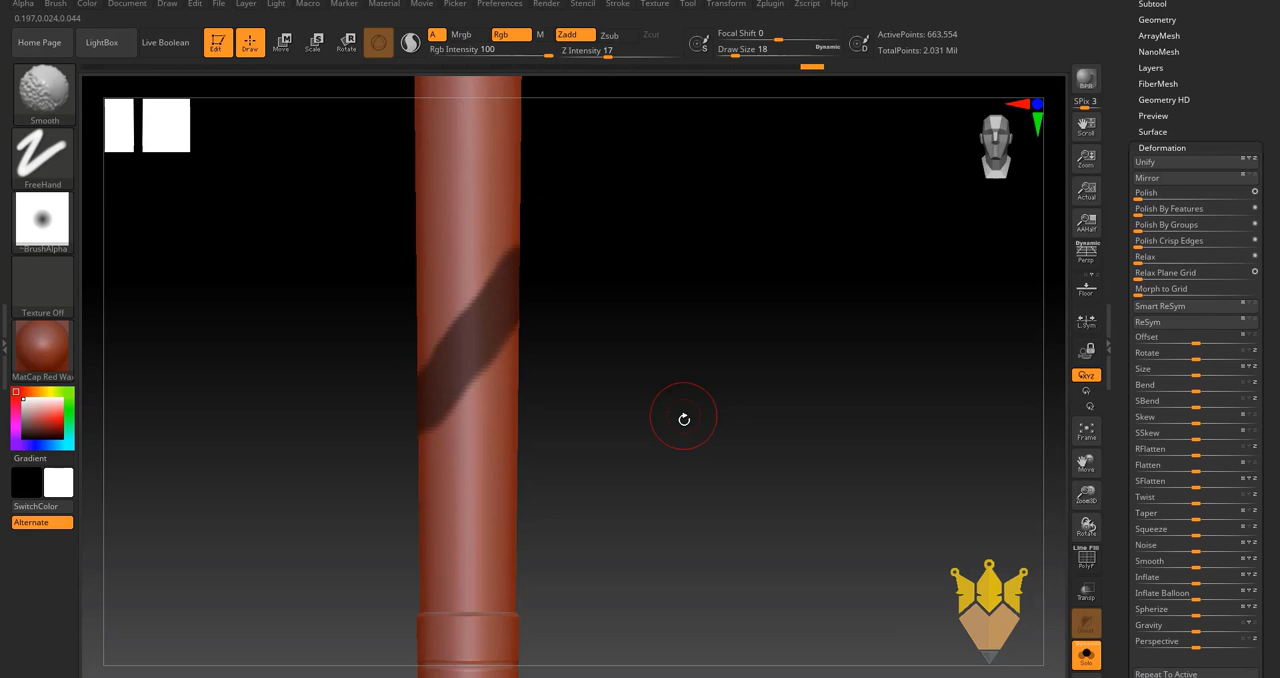 Alpha Brush Color Document Draw Edit File Layer Light Macro Marker Material Movie Picker Preferences Render Stencil Stroke Texture Tool Transform Zplugin Zscript Help
0.197,0.024,0.044
Home Page LightBox Live Boolean Edit Draw Move Scale Rotate
A Mrgb Rgb M Zadd Zsub Zcut
Rgb Intensity 100 Z Intensity 17
Focal Shift 0
Draw Size 18 Dynamic
S D
ActivePoints: 663,554
TotalPoints: 2.031 Mil
Smooth
FreeHand
~BrushAlpha
Texture Off
MatCap Red Wax
Gradient
SwitchColor
Alternate
BPR
SPix 3
Scroll
Zoom
Actual
AAHalf
Dynamic
Persp
Floor
L.Sym
XYZ
Frame
Move
Zoom3D
Rotate
Line Fill
PolyF
Transp
Solo
Subtool
Geometry
ArrayMesh
NanoMesh
Layers
FiberMesh
Geometry HD
Preview
Surface
Deformation
Unify
Mirror
Polish
Polish By Features
Polish By Groups
Polish Crisp Edges
Relax
Relax Plane Grid
Morph to Grid
Smart ReSym
ReSym
Offset
Rotate
Size
Bend
SBend
Skew
SSkew
RFlatten
Flatten
SFlatten
Twist
Taper
Squeeze
Noise
Smooth
Inflate
Inflate Balloon
Spherize
Gravity
Perspective
Repeat To Active